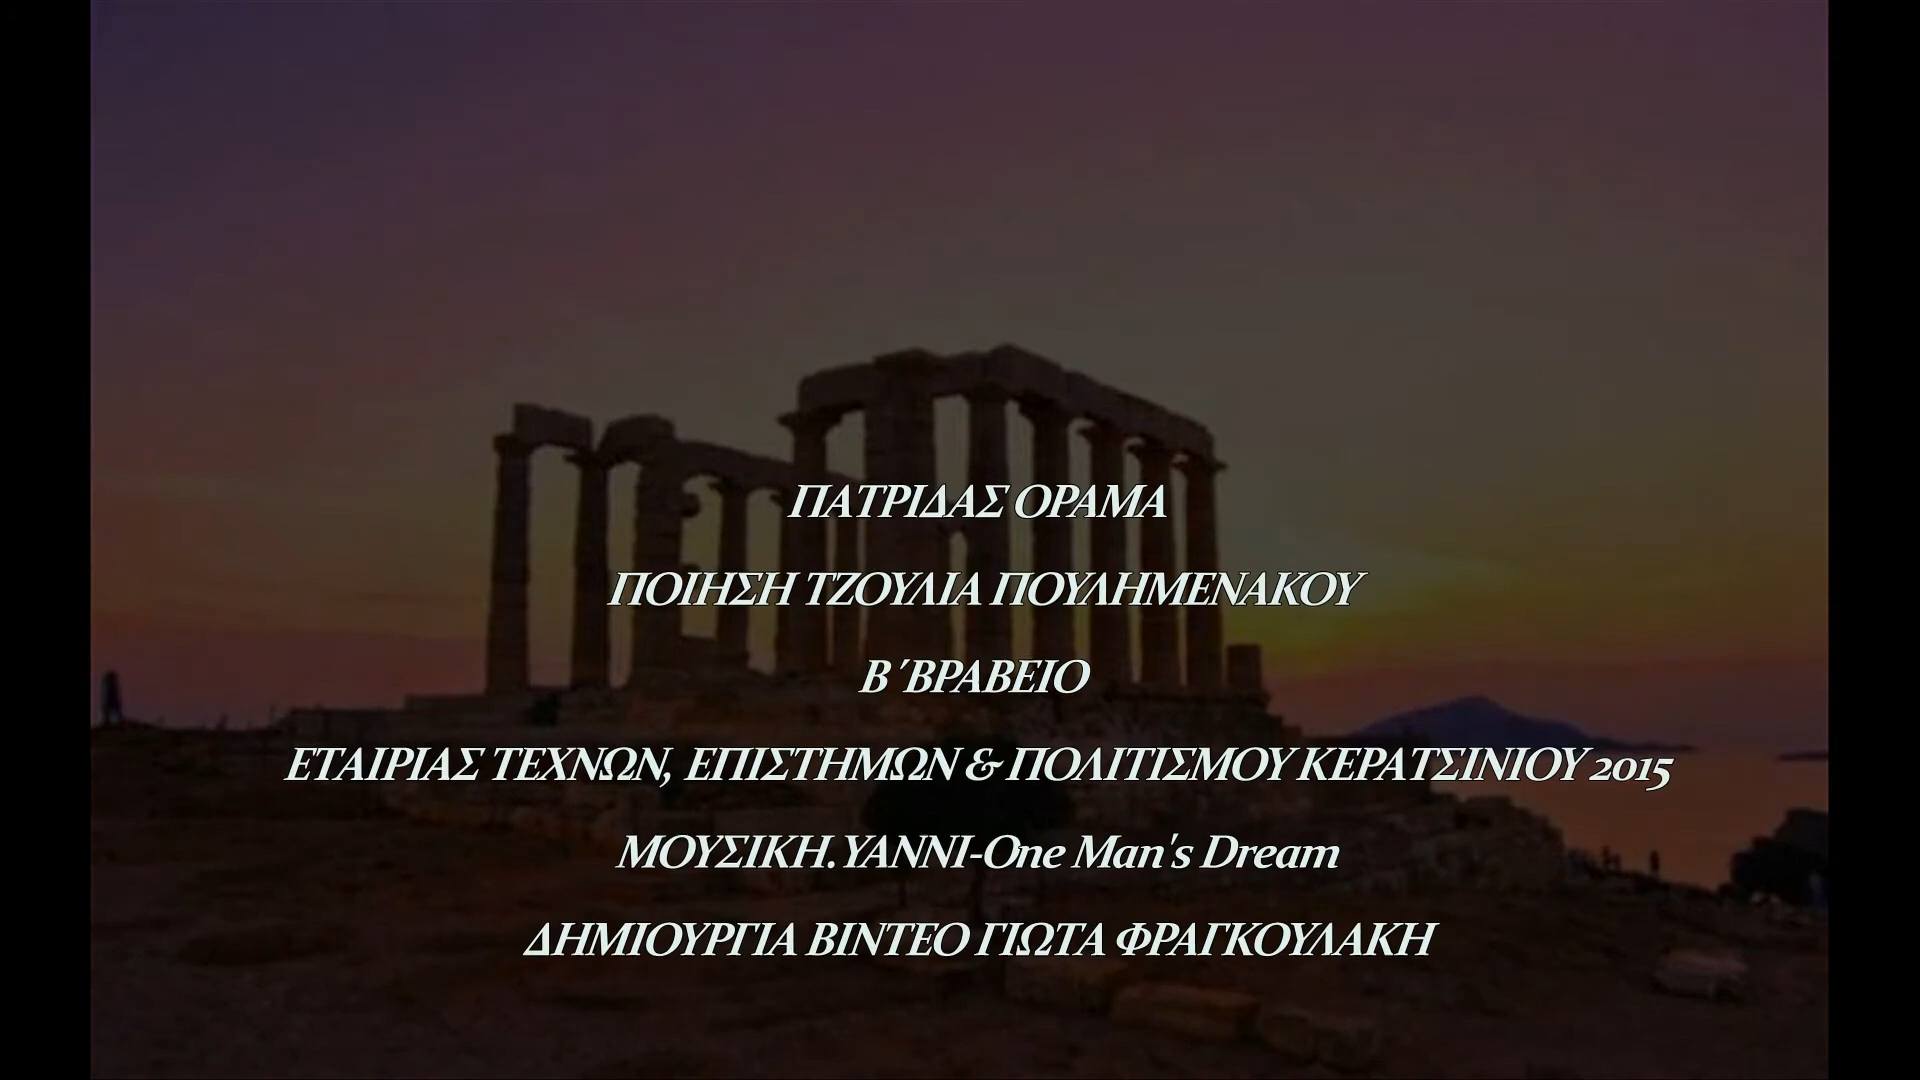 ΠΑΤΡΙΔΑΣ ΟΡΑΜΑ
ΠΟΙΗΣΗ ΤΖΟΥΛΙΑ ΠΟΥΛΗΜΕΝΑΚΟΥ
Β΄ΒΡΑΒΕΙΟ
ΕΤΑΙΡΙΑΣ ΤΕΧΝΩΝ, ΕΠΙΣΤΗΜΩΝ & ΠΟΛΙΤΙΣΜΟΥ ΚΕΡΑΤΣΙΝΙΟΥ 2015
ΜΟΥΣΙΚΗ.YANNI-One Man's Dream
ΔΗΜΙΟΥΡΓΙΑ ΒΙΝΤΕΟ ΓΙΩΤΑ ΦΡΑΓΚΟΥΛΑΚΗ